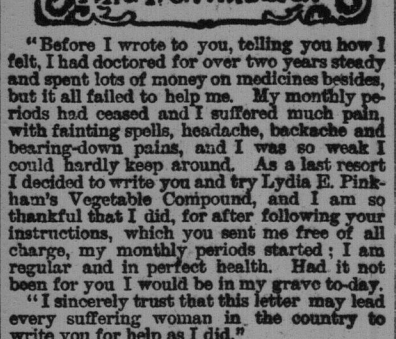 “Before I wrote to you, telling you how I
felt, I had doctored for over two years steady
and spent lots of money on medicines besides,
but it all failed to help me. My monthly pe-
riods had ceased and I suffered much pain,
with fainting spells, headache, backache and
bearing-down pains, and I was so weak I
could hardly keep around. As a last resort
I decided to write you and try Lydia E. Pink-
ham's Vegetable Compound, and I am so
thankful that I did, for after following your
instructions, which you sent me free of all
charge, my monthly periods started; I am
regular and in perfect health. Had it not
been for you I would be in my grave to-day.
“I sincerely trust that this letter may lead
every suffering woman in the country to
write you for help as I did.”